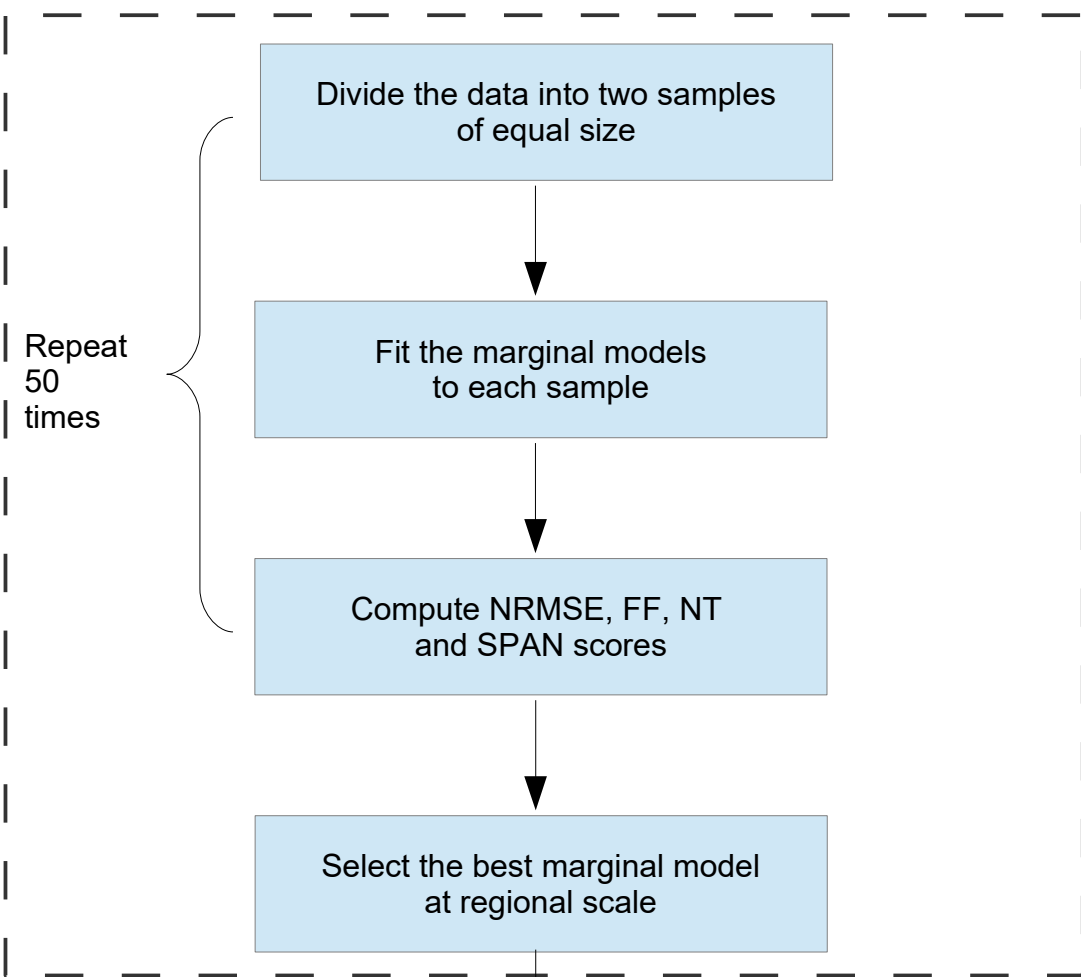 Divide the data into two samples
of equal size
Repeat
50
times
Fit the marginal models
to each sample
Compute NRMSE, FF, NT
and SPAN scores
Select the best marginal model
at regional scale